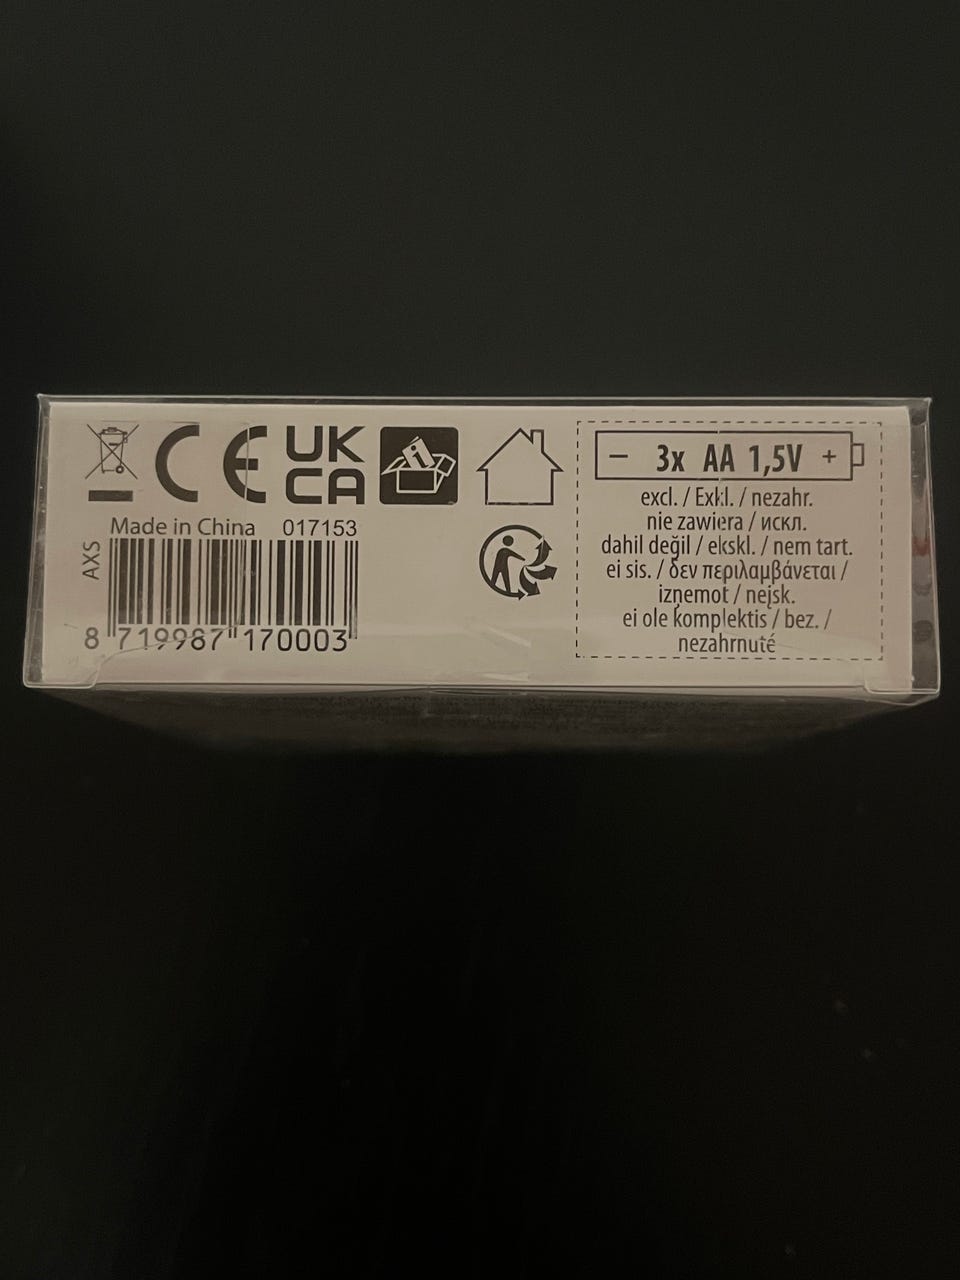 CE
UK
CA
Made in China 017153
AXS
8 719987 170003
– 3x AA 1,5V +
excl. / Exkl. / nezahr.
nie zawiera / искл.
dahil değil / ekskl. / nem tart.
ei sis. / δεν περιλαμβάνεται /
izņemot / neįsk.
ei ole komplektis / bez. /
nezahrnuté